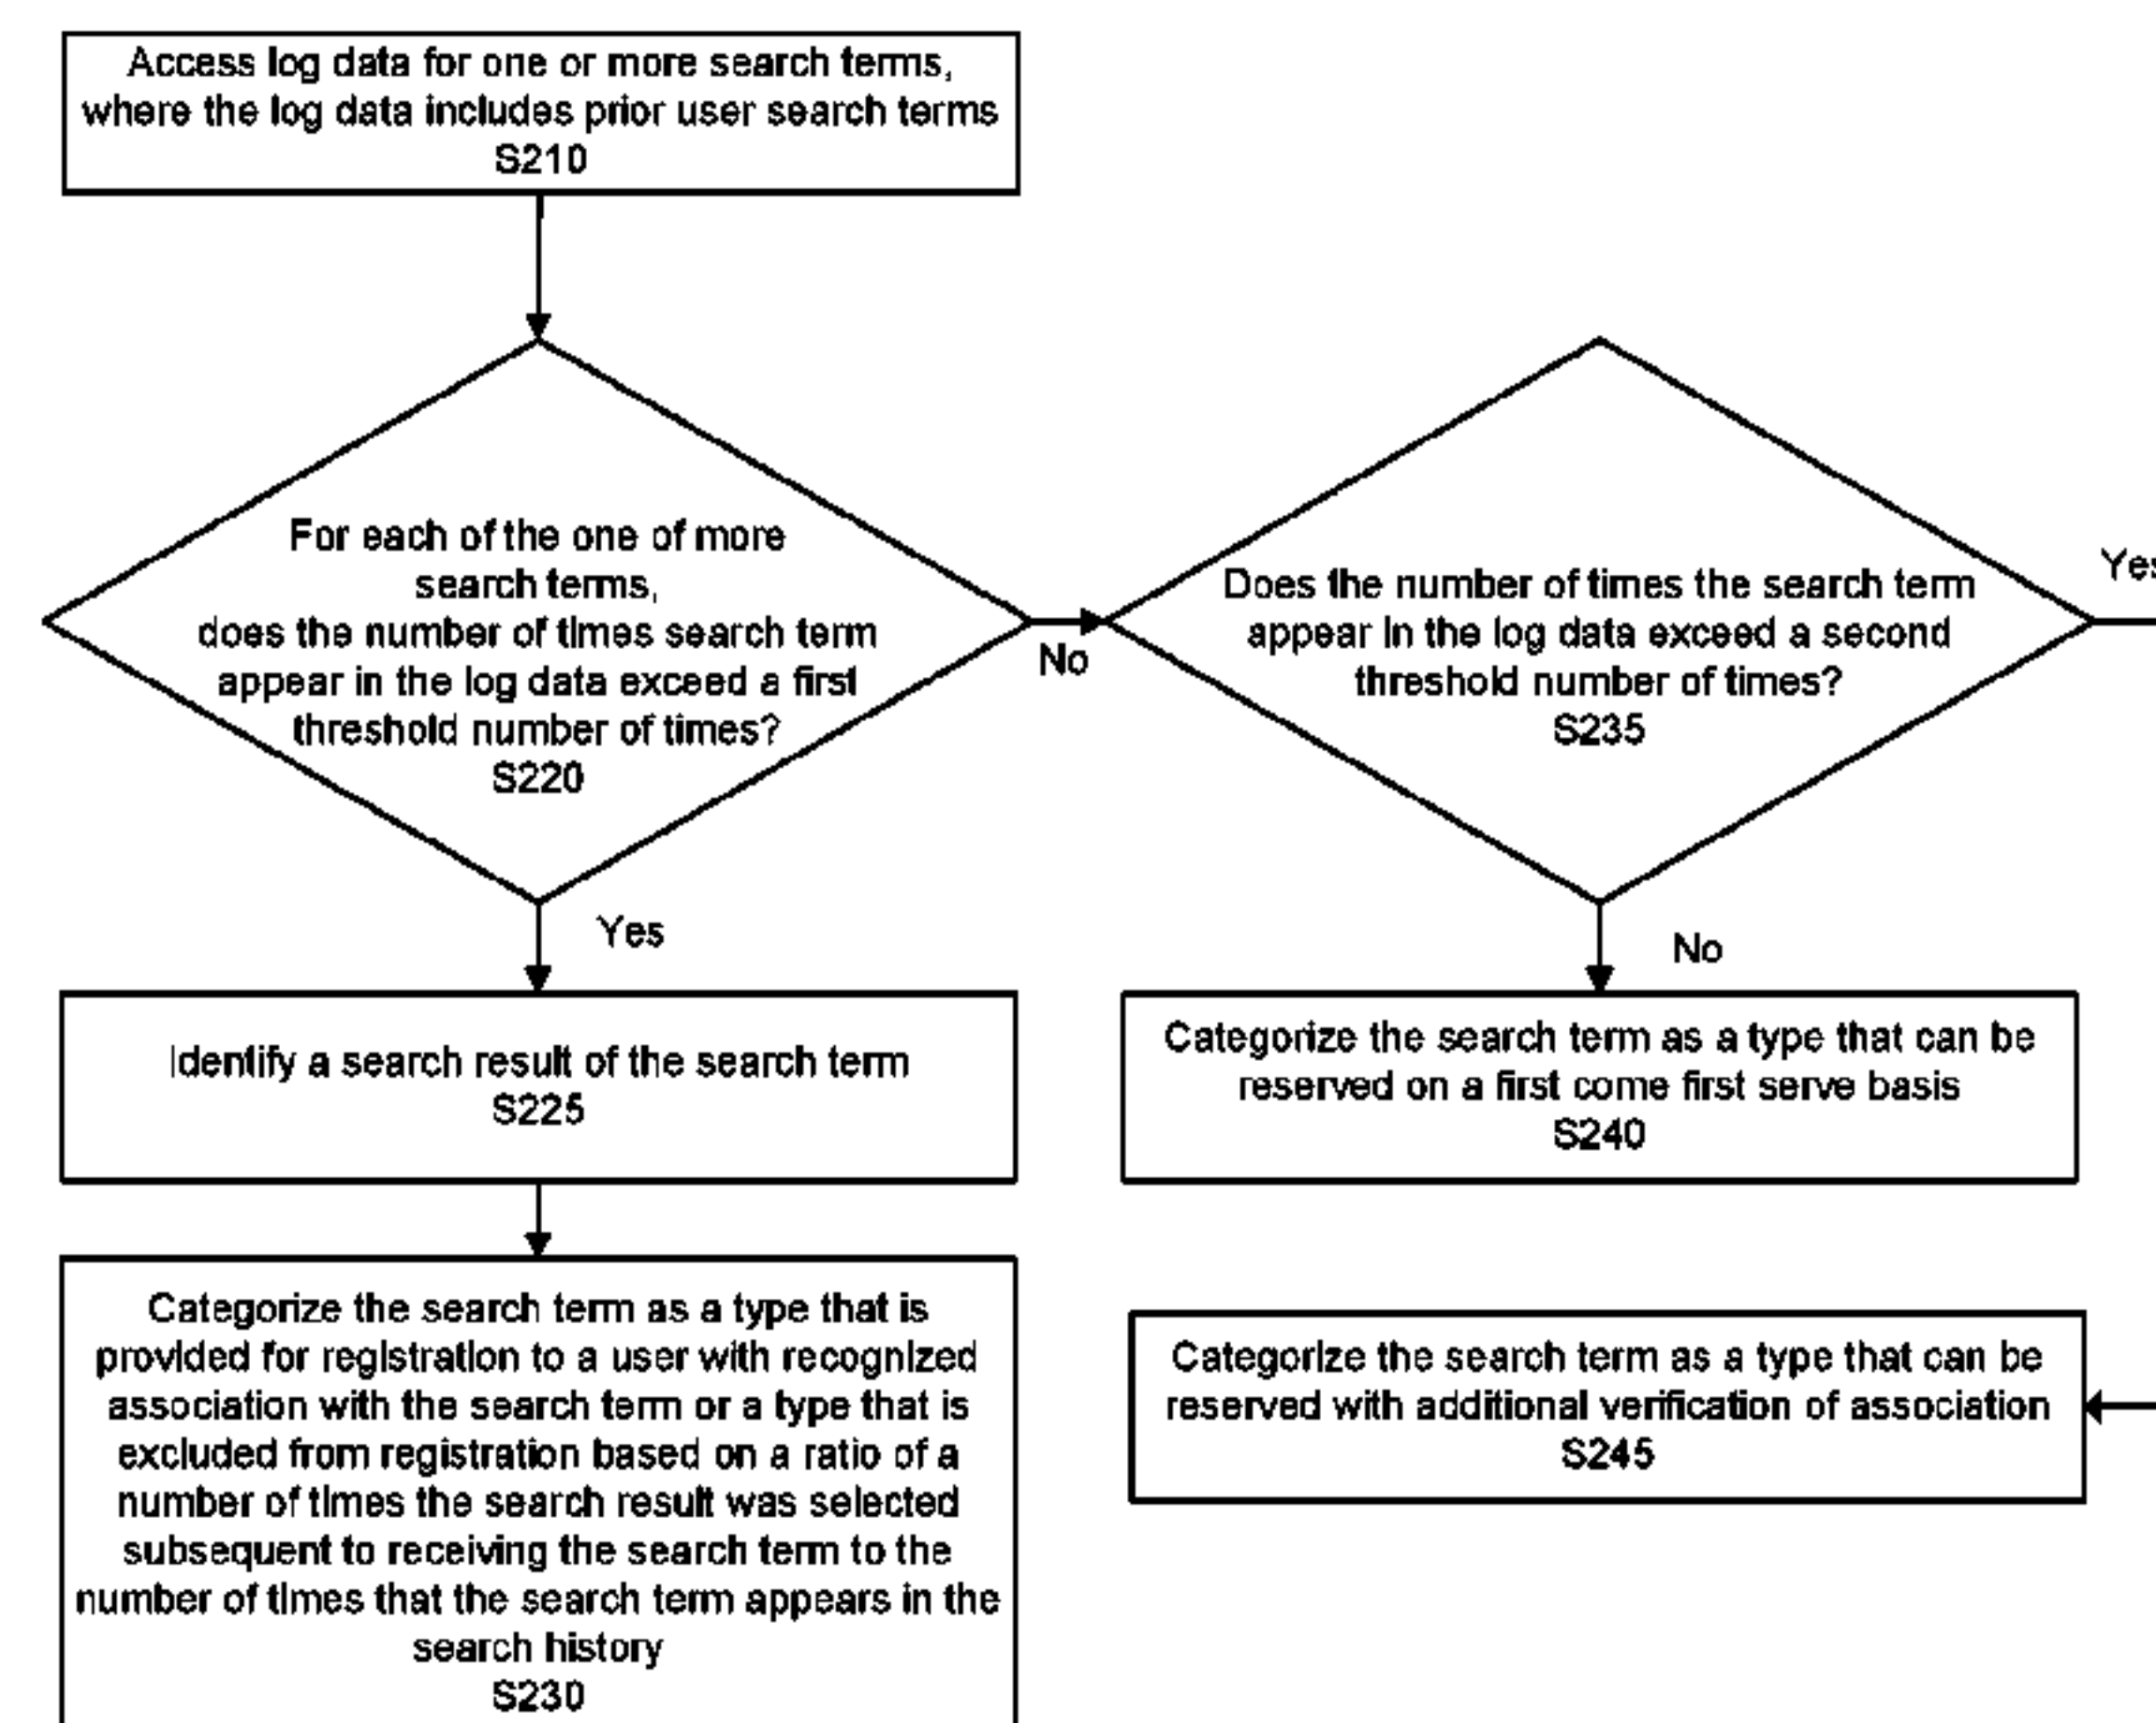 Access log data for one or more search terms,
where the log data includes prior user search terms
S210
For each of the one of more
search terms,
does the number of times search term
appear in the log data exceed a first
threshold number of times?
S220
No
Does the number of times the search term
appear in the log data exceed a second
threshold number of times?
S235
Yes
Yes
No
Identify a search result of the search term
S225
Categorize the search term as a type that can be
reserved on a first come first serve basis
S240
Categorize the search term as a type that is
provided for registration to a user with recognized
association with the search term or a type that is
excluded from registration based on a ratio of a
number of times the search result was selected
subsequent to receiving the search term to the
number of times that the search term appears in the
search history
S230
Categorize the search term as a type that can be
reserved with additional verification of association
S245